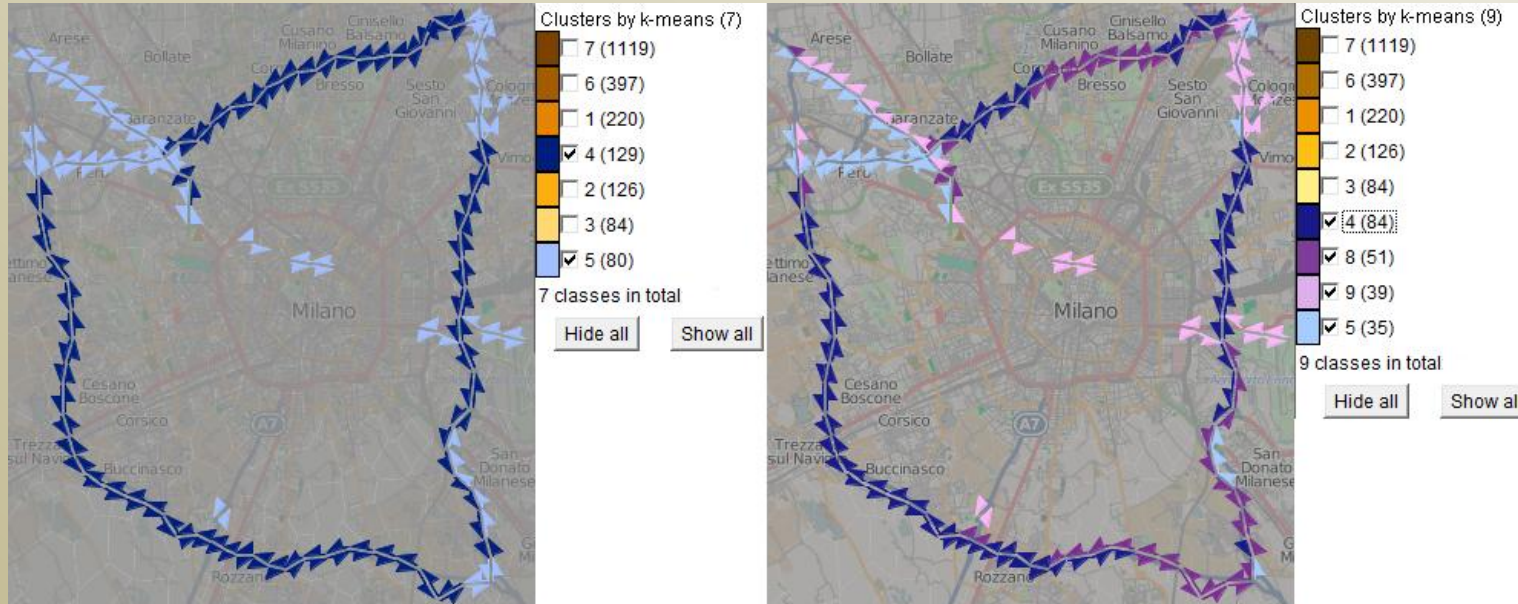 Clusters by k-means (7)
7 (1119)
6 (397)
1 (220)
4 (129)
2 (126)
3 (84)
5 (80)
7 classes in total
Hide all
Show all
Arese
Bollate
Cusano
Milanino
Cinisello
Balsamo
Bresso
Sesto
San
Giovanni
Ex SS35
Milano
Cesano
Boscone
Corsico
Buccinasco
A7
San
Donato
Milanese
Rozzano
Clusters by k-means (9)
7 (1119)
6 (397)
1 (220)
2 (126)
3 (84)
4 (84)
8 (51)
9 (39)
5 (35)
9 classes in total
Hide all
Arese
Bollate
Cusano
Milanino
Cinisello
Balsamo
Bresso
Sesto
San
Giovanni
Ex SS35
Milano
Cesano
Boscone
Corsico
Buccinasco
A7
San
Donato
Milanese
Rozzano